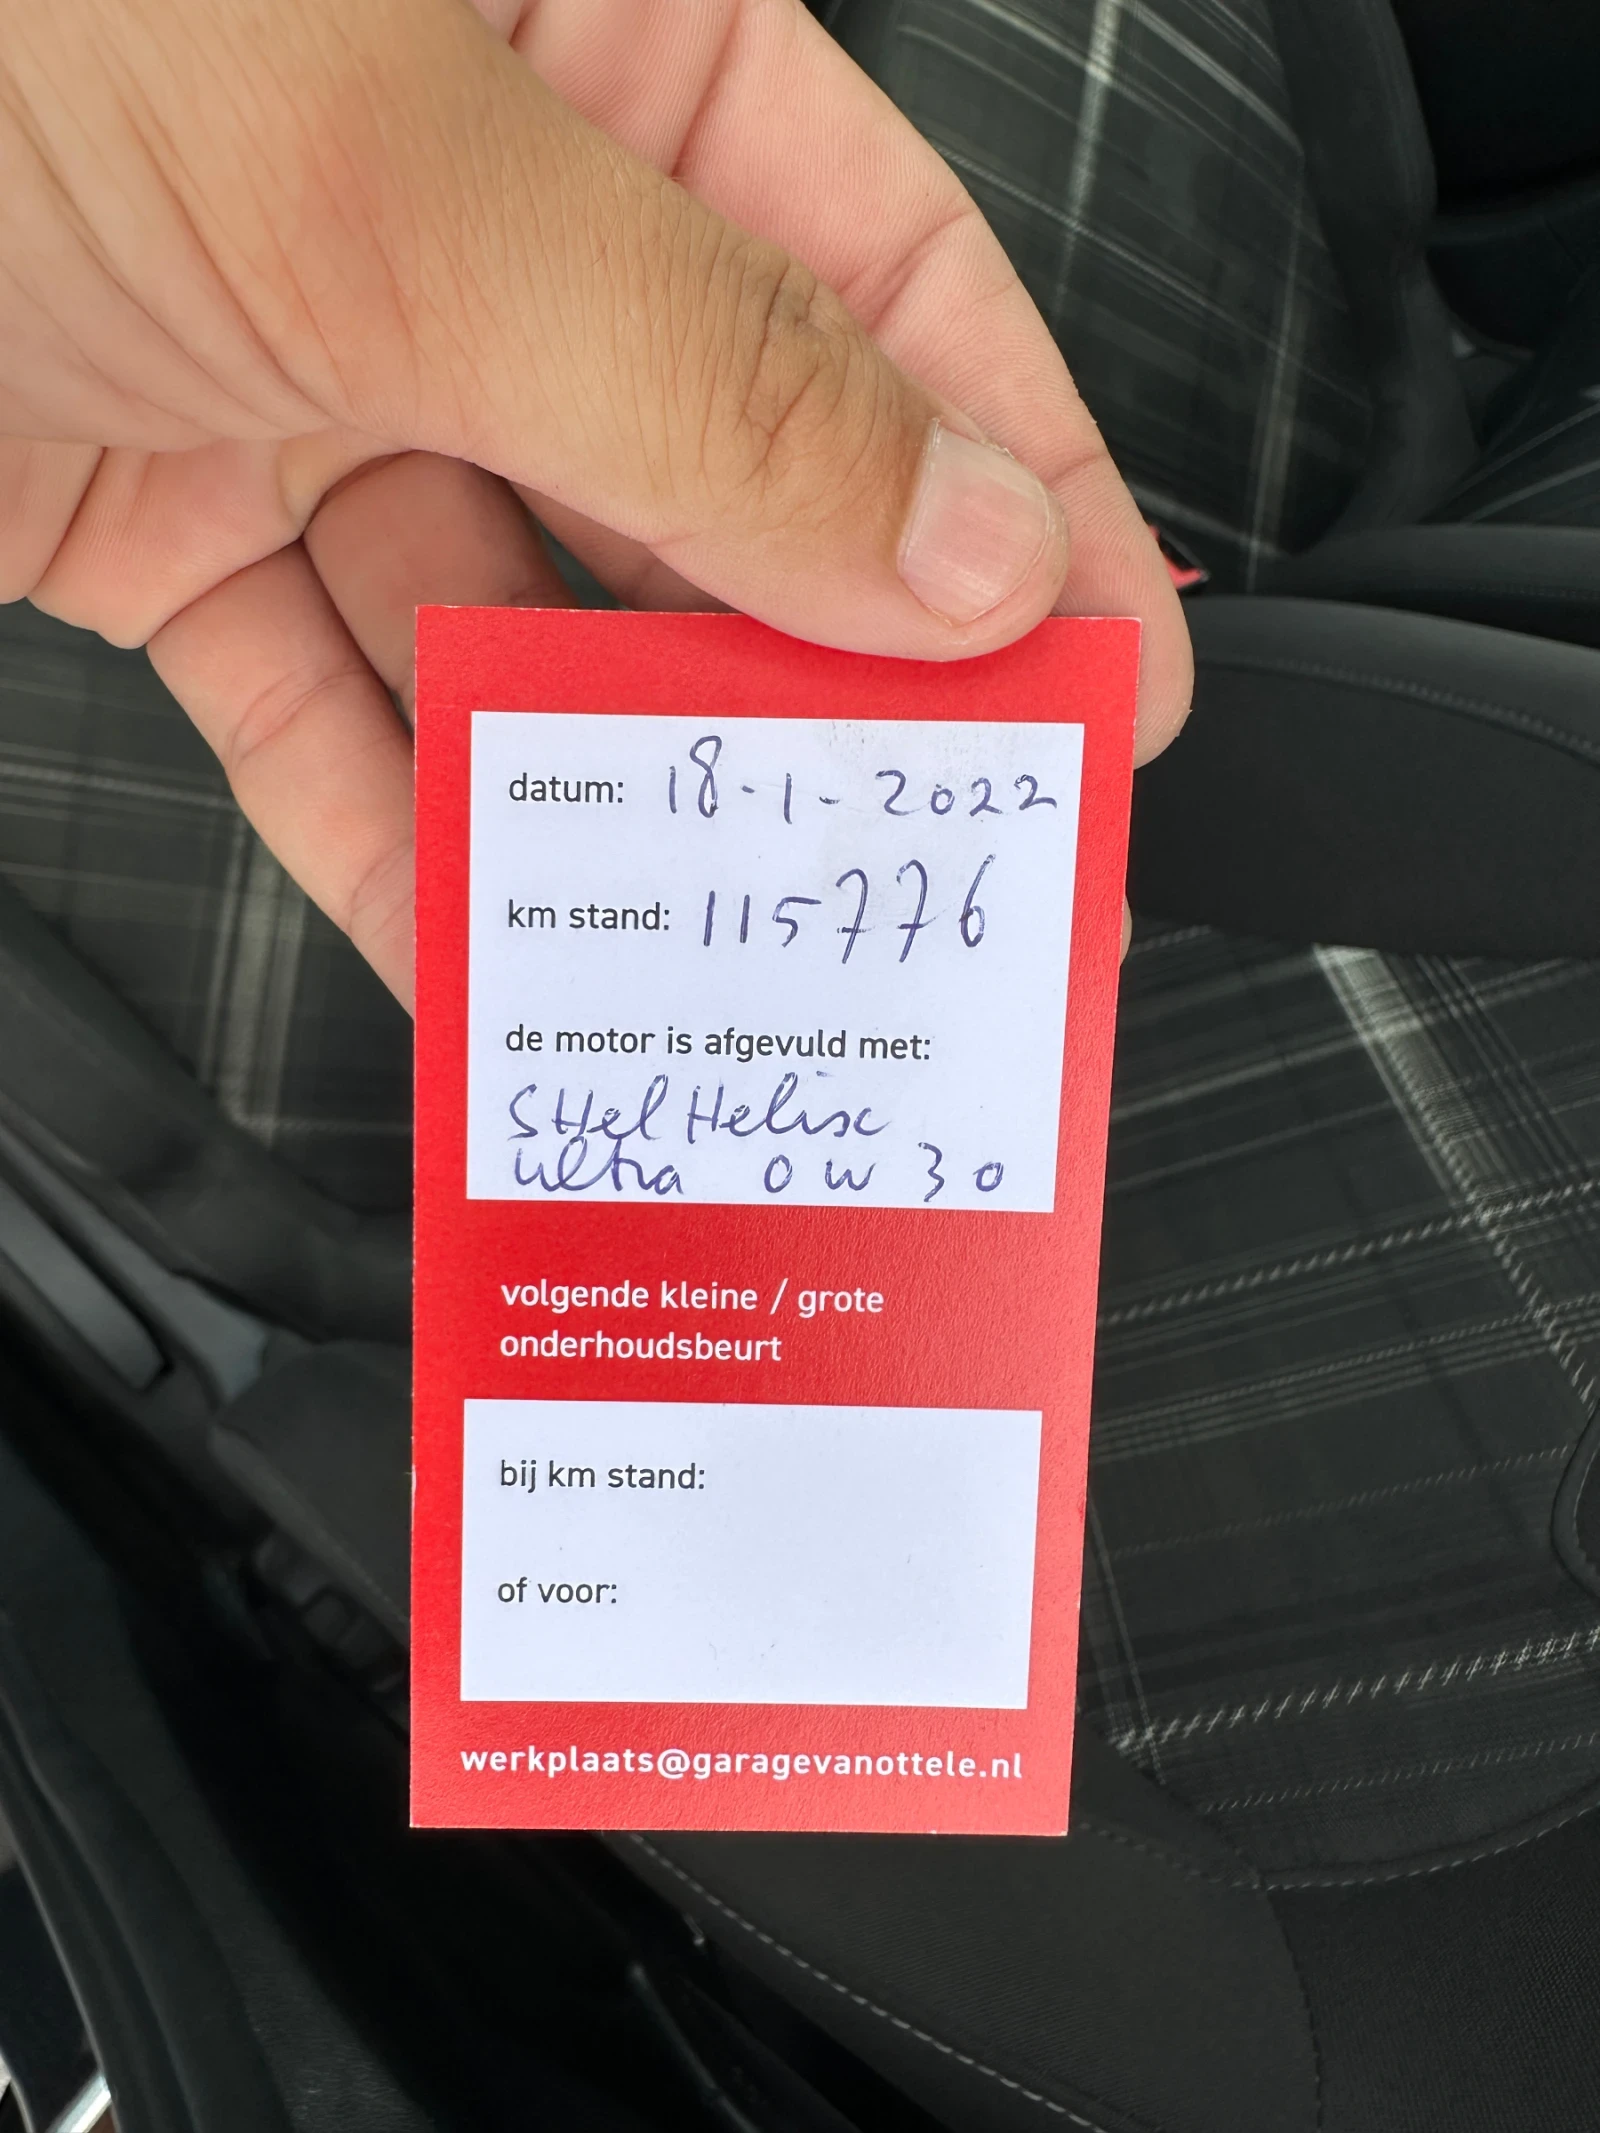 datum: 18-1-2022
km stand: 115776
de motor is afgevuld met:
SHel Helix
ultra 0w30
volgende kleine / grote
onderhoudsbeurt
bij km stand:
of voor:
werkplaats@garagevanottele.nl